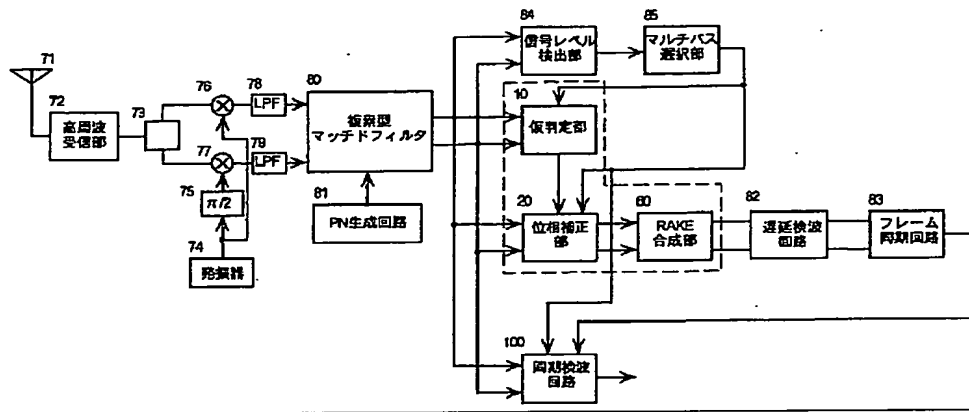 71
72
高周波
受信部
73
76
77
75
π/2
74
発振器
78
LPF
79
LPF
80
複素型
マッチドフィルタ
81
PN生成回路
84
信号レベル
検出部
85
マルチパス
選択部
10
仮判定部
20
位相補正
部
60
RAKE
合成部
82
遅延検波
回路
83
フレーム
同期回路
100
同期検波
回路